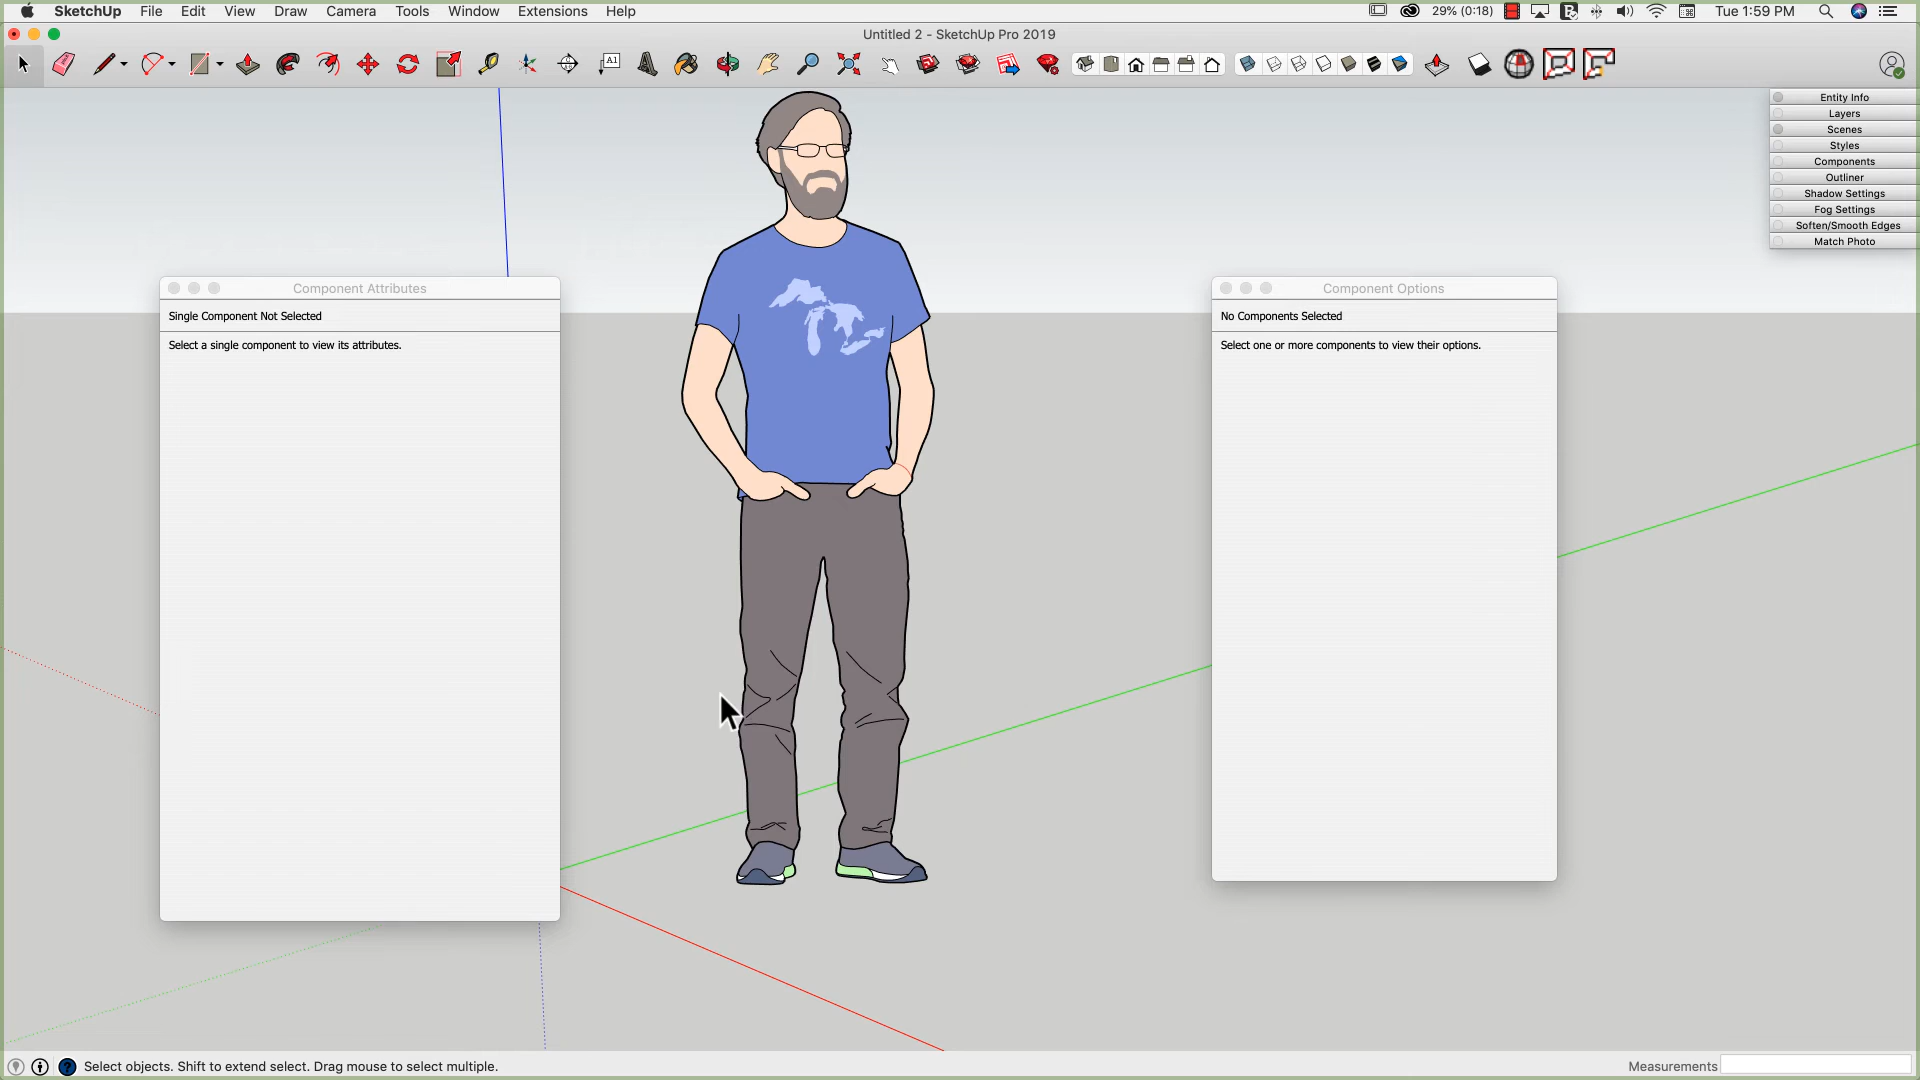 SketchUp File Edit View Draw Camera Tools Window Extensions Help
29% (0:18) Tue 1:59 PM
Untitled 2 - SketchUp Pro 2019
A1
Entity Info
Layers
Scenes
Styles
Components
Outliner
Shadow Settings
Fog Settings
Soften/Smooth Edges
Match Photo
Component Attributes
Single Component Not Selected
Select a single component to view its attributes.
Component Options
No Components Selected
Select one or more components to view their options.
Select objects. Shift to extend select. Drag mouse to select multiple.
Measurements